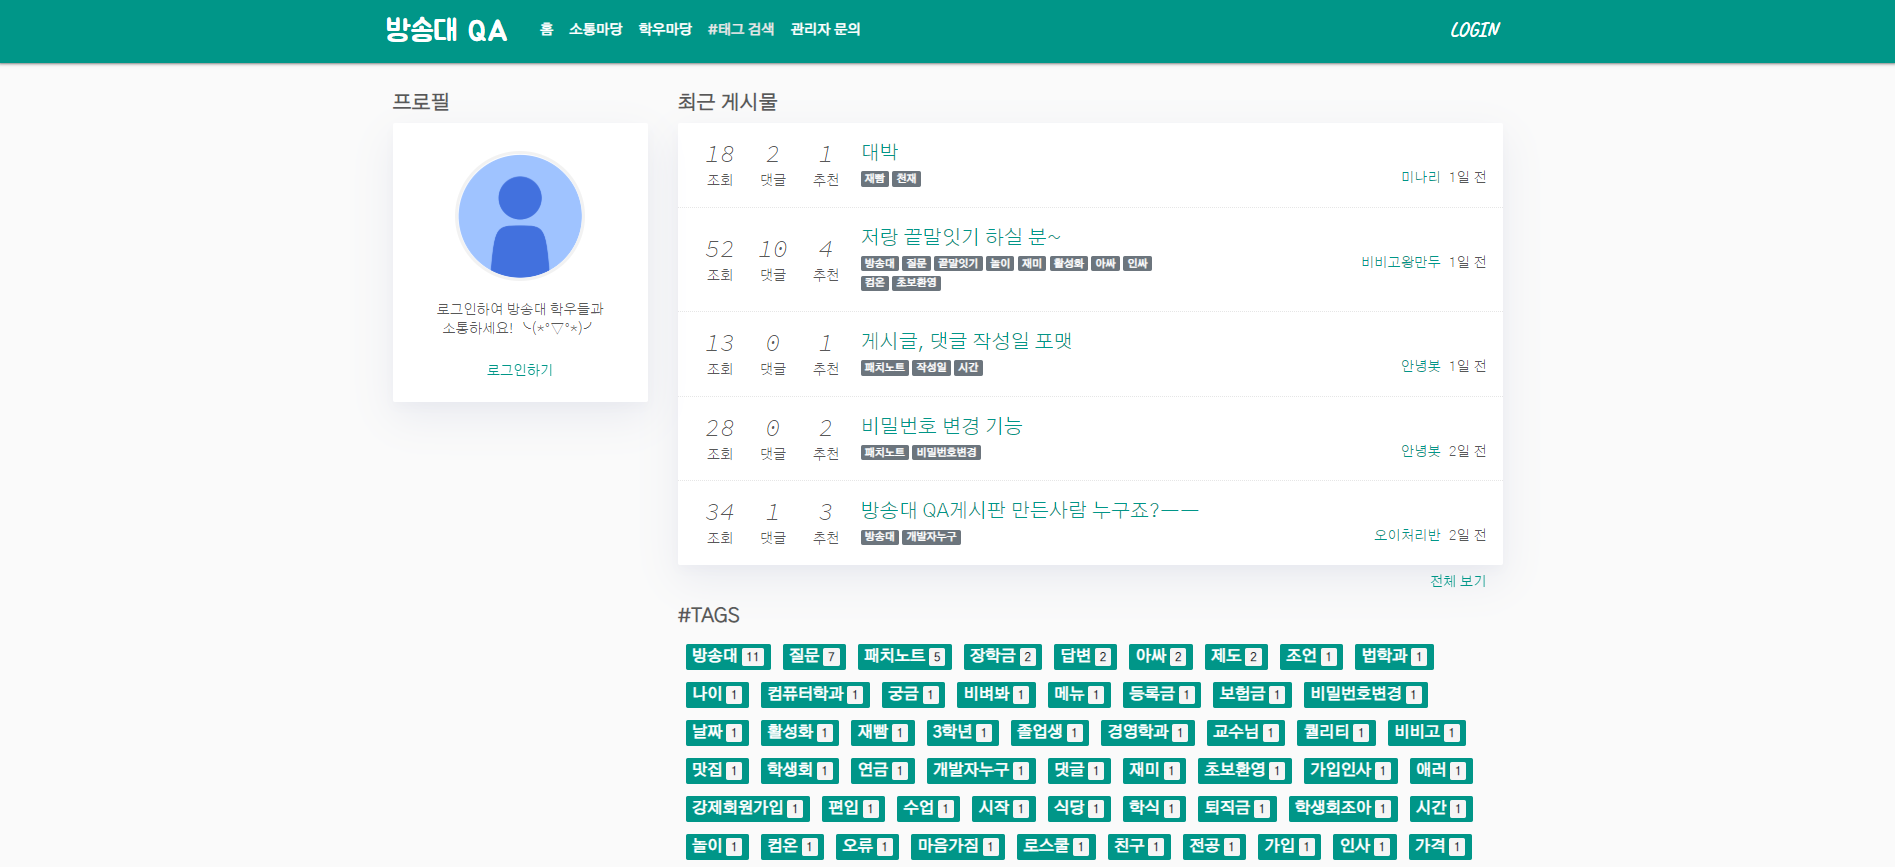 방송대 QA 홈 소통마당 학우마당 #태그 검색 관리자 문의 LOGIN
프로필
로그인하여 방송대 학우들과
소통하세요! ╰(*°▽°*)╯
로그인하기
최근 게시물
18 2 1 대박
조회 댓글 추천 재빵 천재 미나리 1일 전
52 10 4 저랑 끝말잇기 하실 분~
조회 댓글 추천 방송대 질문 끝말잇기 놀이 재미 활성화 아싸 인싸 비비고왕만두 1일 전
컴온 초보환영
13 0 1 게시글, 댓글 작성일 포맷
조회 댓글 추천 패치노트 작성일 시간 안녕봇 1일 전
28 0 2 비밀번호 변경 기능
조회 댓글 추천 패치노트 비밀번호변경 안녕봇 2일 전
34 1 3 방송대 QA게시판 만든사람 누구죠?ㅡㅡ
조회 댓글 추천 방송대 개발자누구 오이처리반 2일 전
전체 보기
#TAGS
방송대 11 질문 7 패치노트 5 장학금 2 답변 2 아싸 2 제도 2 조언 1 법학과 1
나이 1 컴퓨터학과 1 궁금 1 비벼봐 1 메뉴 1 등록금 1 보험금 1 비밀번호변경 1
날짜 1 활성화 1 재빵 1 3학년 1 졸업생 1 경영학과 1 교수님 1 퀄리티 1 비비고 1
맛집 1 학생회 1 연금 1 개발자누구 1 댓글 1 재미 1 초보환영 1 가입인사 1 애러 1
강제회원가입 1 편입 1 수업 1 시작 1 식당 1 학식 1 퇴직금 1 학생회조아 1 시간 1
놀이 1 컴온 1 오류 1 마음가짐 1 로스쿨 1 친구 1 전공 1 가입 1 인사 1 가격 1